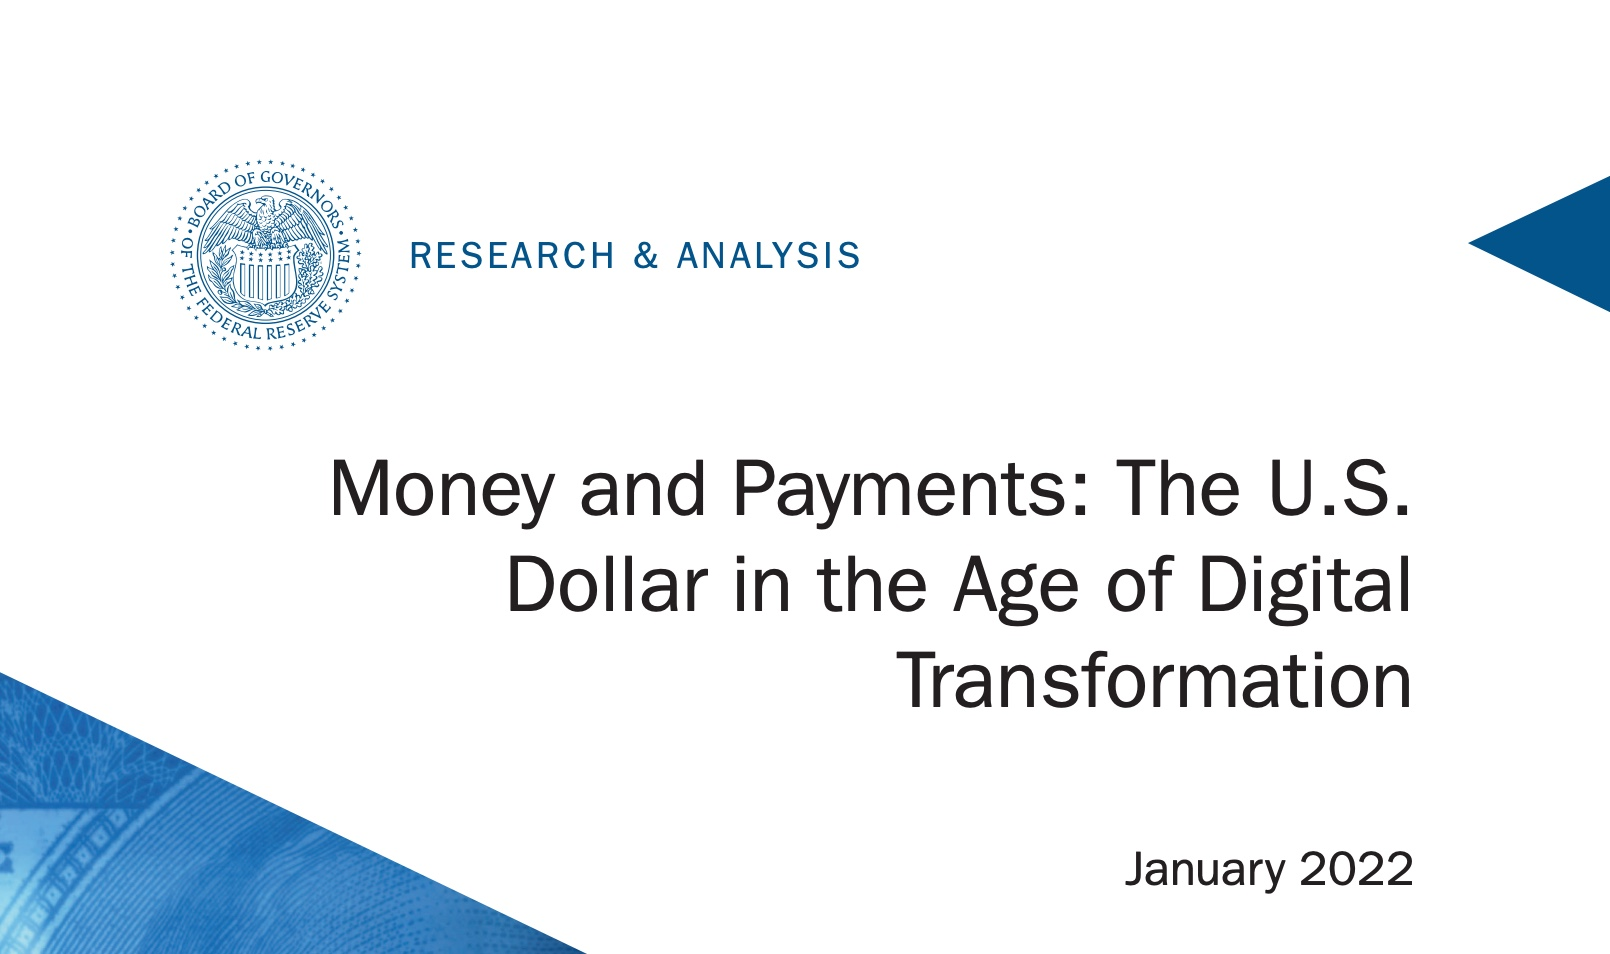 BOARD OF GOVERNORS
OF THE FEDERAL RESERVE SYSTEM
RESEARCH & ANALYSIS
Money and Payments: The U.S.
Dollar in the Age of Digital
Transformation
January 2022